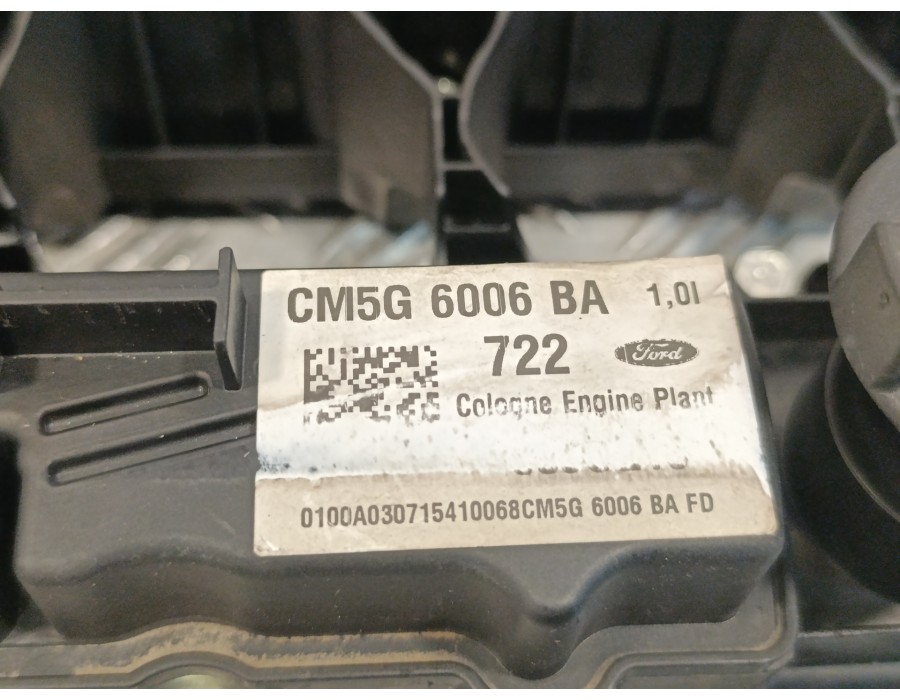 CM5G 6006 BA 1,0l
722 Ford
Cologne Engine Plant
0100A030715410068CM5G 6006 BA FD